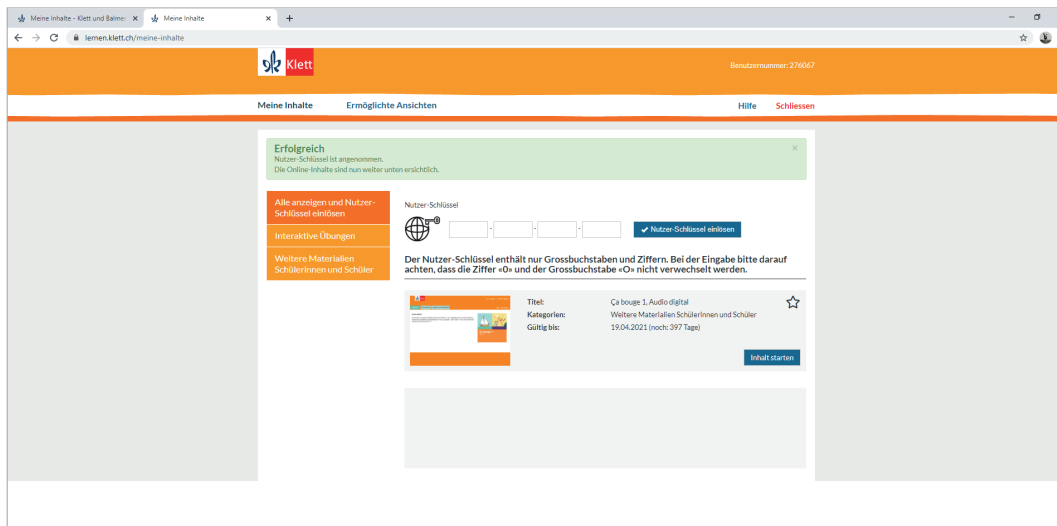 Meine Inhalte - Klett und Balmer
Meine Inhalte
lernen.klett.ch/meine-inhalte
Klett
Benutzernummer: 276067
Meine Inhalte
Ermöglichte Ansichten
Hilfe
Schliessen
Erfolgreich
Nutzer-Schlüssel ist angenommen.
Die Online-Inhalte sind nun weiter unten ersichtlich.
Alle anzeigen und Nutzer-
Schlüssel einlösen
Interaktive Übungen
Weitere Materialien
Schülerinnen und Schüler
Nutzer-Schlüssel
- - -
Nutzer-Schlüssel einlösen
Der Nutzer-Schlüssel enthält nur Grossbuchstaben und Ziffern. Bei der Eingabe bitte darauf
achten, dass die Ziffer «0» und der Grossbuchstabe «O» nicht verwechselt werden.
Titel: Ça bouge 1, Audio digital
Kategorien: Weitere Materialien Schülerinnen und Schüler
Gültig bis: 19.04.2021 (noch: 397 Tage)
Inhalt starten